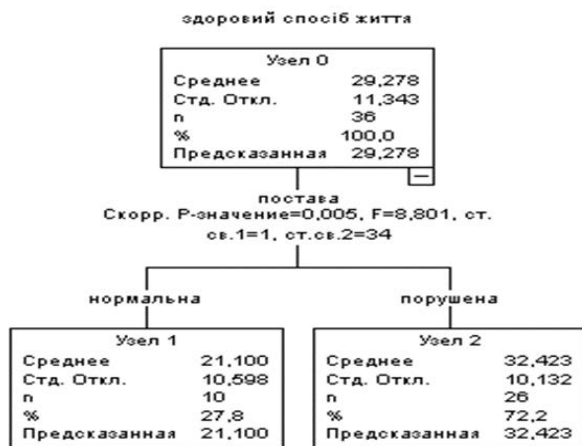 здоровий спосіб життя
Узел 0
Среднее 29,278
Стд. Откл. 11,343
n 36
% 100,0
Предсказанная 29,278
постава
Скорр. P-значение=0,005, F=8,801, ст.
св.1=1, ст.св.2=34
нормальна
порушена
Узел 1
Среднее 21,100
Стд. Откл. 10,598
n 10
% 27,8
Предсказанная 21,100
Узел 2
Среднее 32,423
Стд. Откл. 10,132
n 26
% 72,2
Предсказанная 32,423